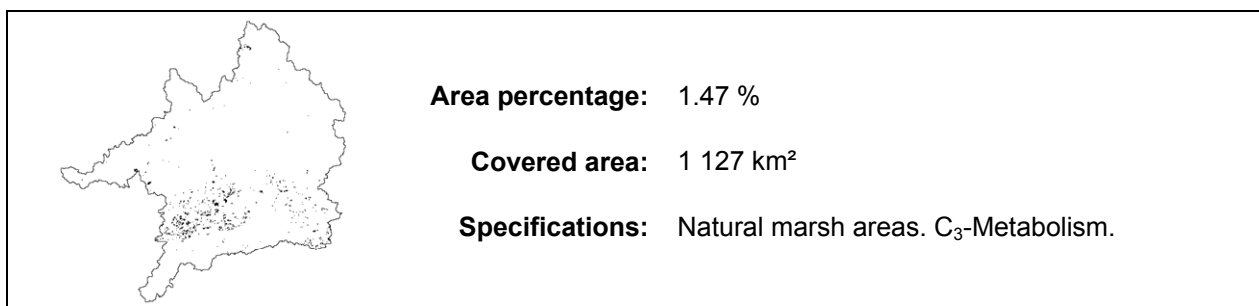 Area percentage: 1.47 %
Covered area: 1 127 km²
Specifications: Natural marsh areas. C₃-Metabolism.